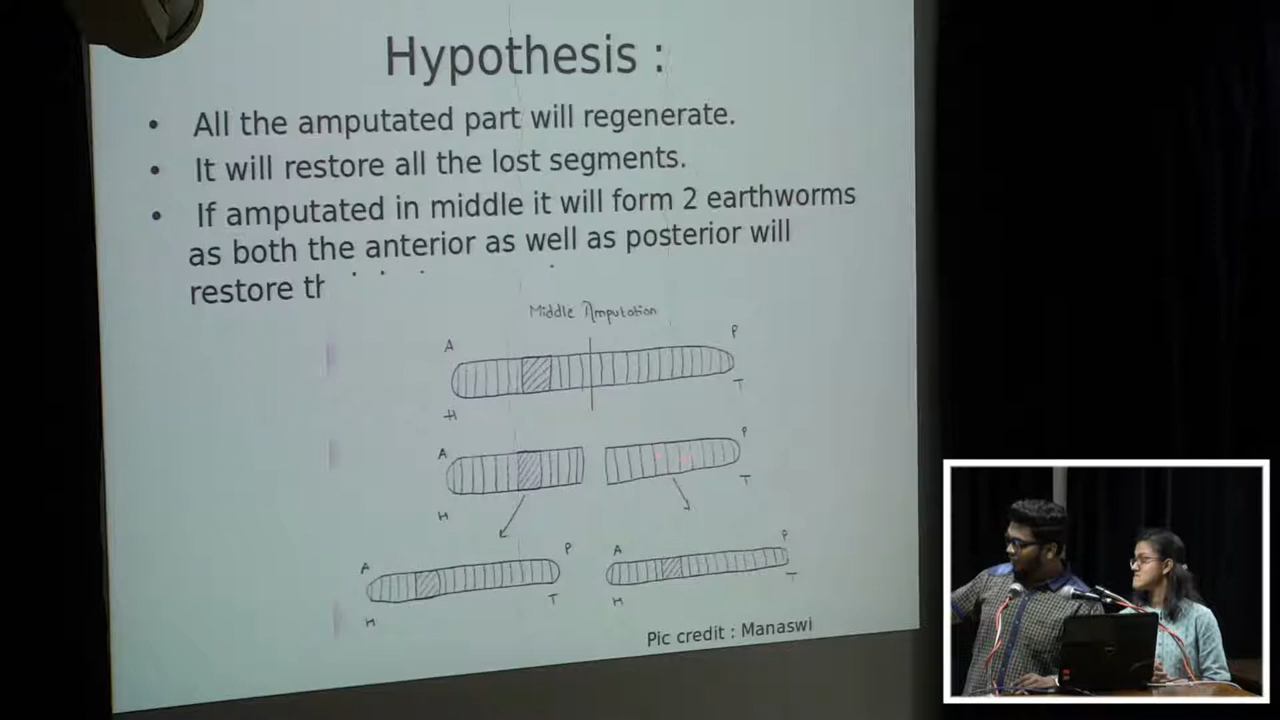 Hypothesis :
• All the amputated part will regenerate.
• It will restore all the lost segments.
• If amputated in middle it will form 2 earthworms
as both the anterior as well as posterior will
restore
Middle Amputation
A P
H T
A P
H T
A P A P
H T H T
Pic credit : Manaswi